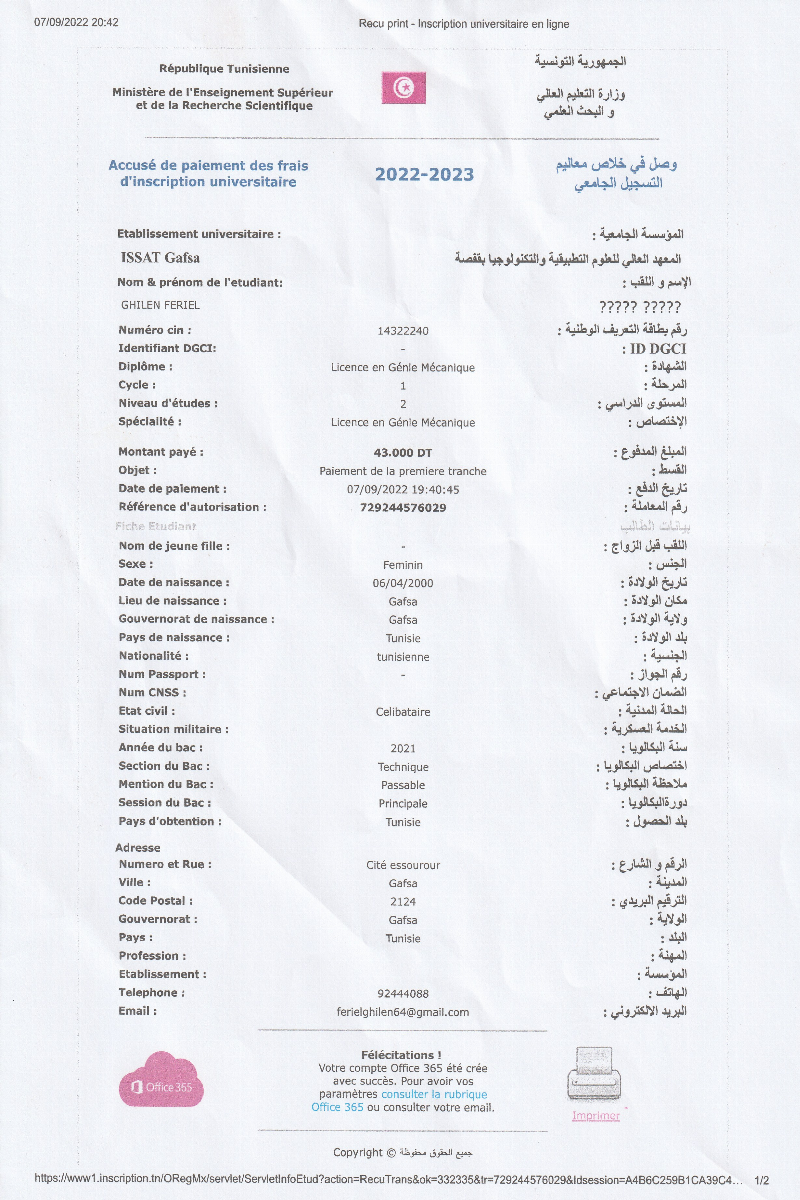 07/09/2022 20:42
Recu print - Inscription universitaire en ligne
République Tunisienne
الجمهورية التونسية
Ministère de l'Enseignement Supérieur
et de la Recherche Scientifique
وزارة التعليم العالي
و البحث العلمي
Accusé de paiement des frais
d'inscription universitaire
2022-2023
وصل في خلاص معاليم
التسجيل الجامعي
Etablissement universitaire : المؤسسة الجامعية :
ISSAT Gafsa المعهد العالي للعلوم التطبيقية والتكنولوجيا بقفصة
Nom & prénom de l'etudiant: الإسم و اللقب :
GHILEN FERIEL ????? ?????
Numéro cin : 14322240 رقم بطاقة التعريف الوطنية :
Identifiant DGCI: - ID DGCI :
Diplôme : Licence en Génie Mécanique الشهادة :
Cycle : 1 المرحلة :
Niveau d'études : 2 المستوى الدراسي :
Spécialité : Licence en Génie Mécanique الإختصاص :
Montant payé : 43.000 DT المبلغ المدفوع :
Objet : Paiement de la premiere tranche القسط :
Date de paiement : 07/09/2022 19:40:45 تاريخ الدفع :
Référence d'autorisation : 729244576029 رقم المعاملة :
Fiche Etudiant بيانات الطالب
Nom de jeune fille : - اللقب قبل الزواج :
Sexe : Feminin الجنس :
Date de naissance : 06/04/2000 تاريخ الولادة :
Lieu de naissance : Gafsa مكان الولادة :
Gouvernorat de naissance : Gafsa ولاية الولادة :
Pays de naissance : Tunisie بلد الولادة :
Nationalité : tunisienne الجنسية :
Num Passport : - رقم الجواز :
Num CNSS : الضمان الاجتماعي :
Etat civil : Celibataire الحالة المدنية :
Situation militaire : الخدمة العسكرية :
Année du bac : 2021 سنة البكالوريا :
Section du Bac : Technique اختصاص البكالويا :
Mention du Bac : Passable ملاحظة البكالويا :
Session du Bac : Principale دورةالبكالويا :
Pays d'obtention : Tunisie بلد الحصول :
Adresse
Numero et Rue : Cité essourour الرقم و الشارع :
Ville : Gafsa المدينة :
Code Postal : 2124 الترقيم البريدي :
Gouvernorat : Gafsa الولاية :
Pays : Tunisie البلد :
Profession : المهنة :
Etablissement : المؤسسة :
Telephone : 92444088 الهاتف :
Email : ferielghilen64@gmail.com البريد الالكتروني :
Office 365
Félécitations !
Votre compte Office 365 été crée
avec succès. Pour avoir vos
paramètres consulter la rubrique
Office 365 ou consulter votre email.
Imprimer
Copyright © جميع الحقوق محفوظة
https://www1.inscription.tn/ORegMx/servlet/ServletInfoEtud?action=RecuTrans&ok=332335&tr=729244576029&Idsession=A4B6C259B1CA39C4... 1/2